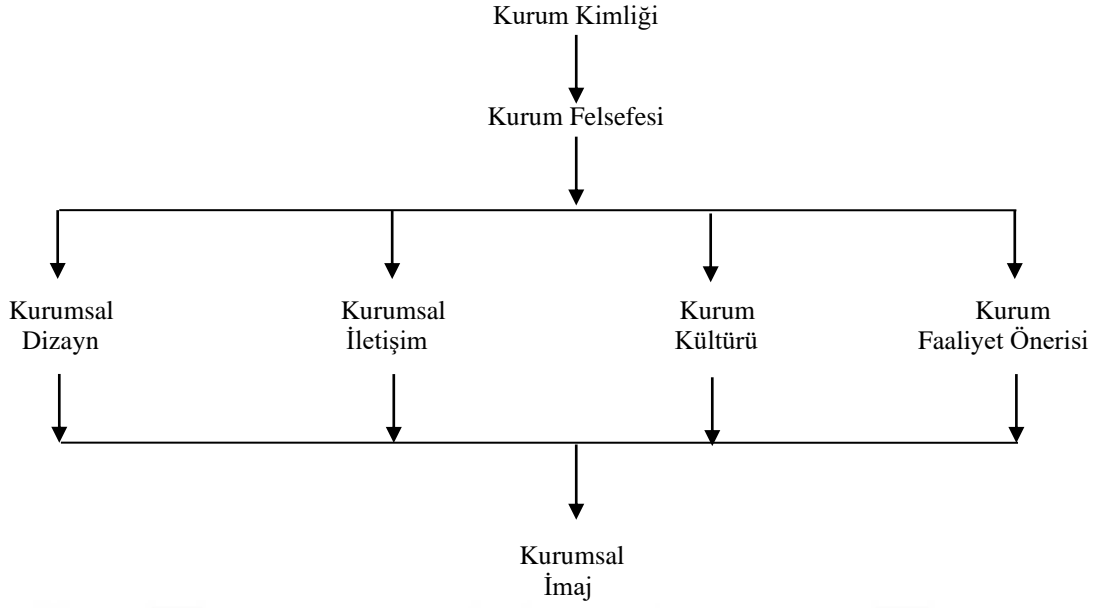 Kurum Kimliği
Kurum Felsefesi
Kurumsal
Dizayn
Kurumsal
İletişim
Kurum
Kültürü
Kurum
Faaliyet Önerisi
Kurumsal
İmaj